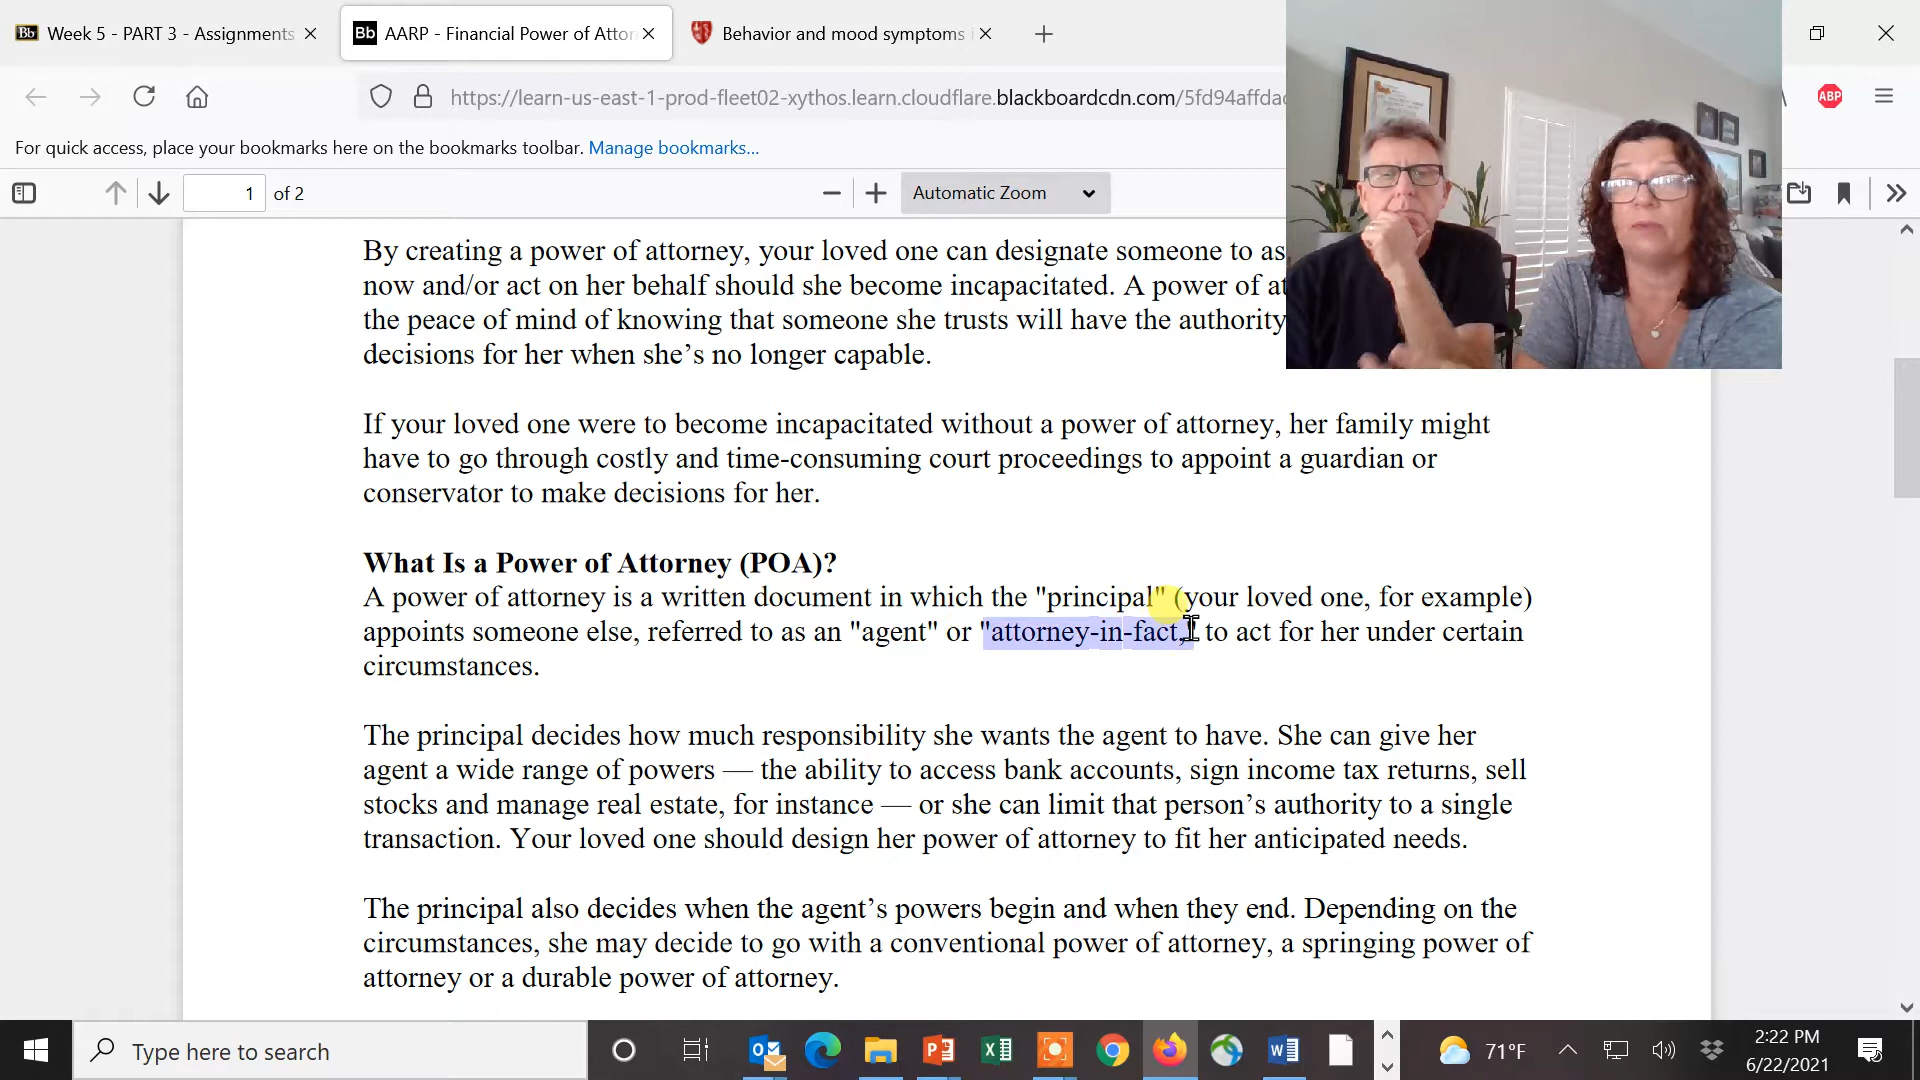 Week 5 - PART 3 - Assignments
AARP - Financial Power of Attor
Behavior and mood symptoms i
https://learn-us-east-1-prod-fleet02-xythos.learn.cloudflare.blackboardcdn.com/5fd94affdac
ABP
For quick access, place your bookmarks here on the bookmarks toolbar. Manage bookmarks...
1 of 2
Automatic Zoom
By creating a power of attorney, your loved one can designate someone to as
now and/or act on her behalf should she become incapacitated. A power of at
the peace of mind of knowing that someone she trusts will have the authority
decisions for her when she’s no longer capable.
If your loved one were to become incapacitated without a power of attorney, her family might
have to go through costly and time-consuming court proceedings to appoint a guardian or
conservator to make decisions for her.
What Is a Power of Attorney (POA)?
A power of attorney is a written document in which the "principal" (your loved one, for example)
appoints someone else, referred to as an "agent" or "attorney-in-fact," to act for her under certain
circumstances.
The principal decides how much responsibility she wants the agent to have. She can give her
agent a wide range of powers — the ability to access bank accounts, sign income tax returns, sell
stocks and manage real estate, for instance — or she can limit that person’s authority to a single
transaction. Your loved one should design her power of attorney to fit her anticipated needs.
The principal also decides when the agent’s powers begin and when they end. Depending on the
circumstances, she may decide to go with a conventional power of attorney, a springing power of
attorney or a durable power of attorney.
Type here to search
71°F
2:22 PM
6/22/2021